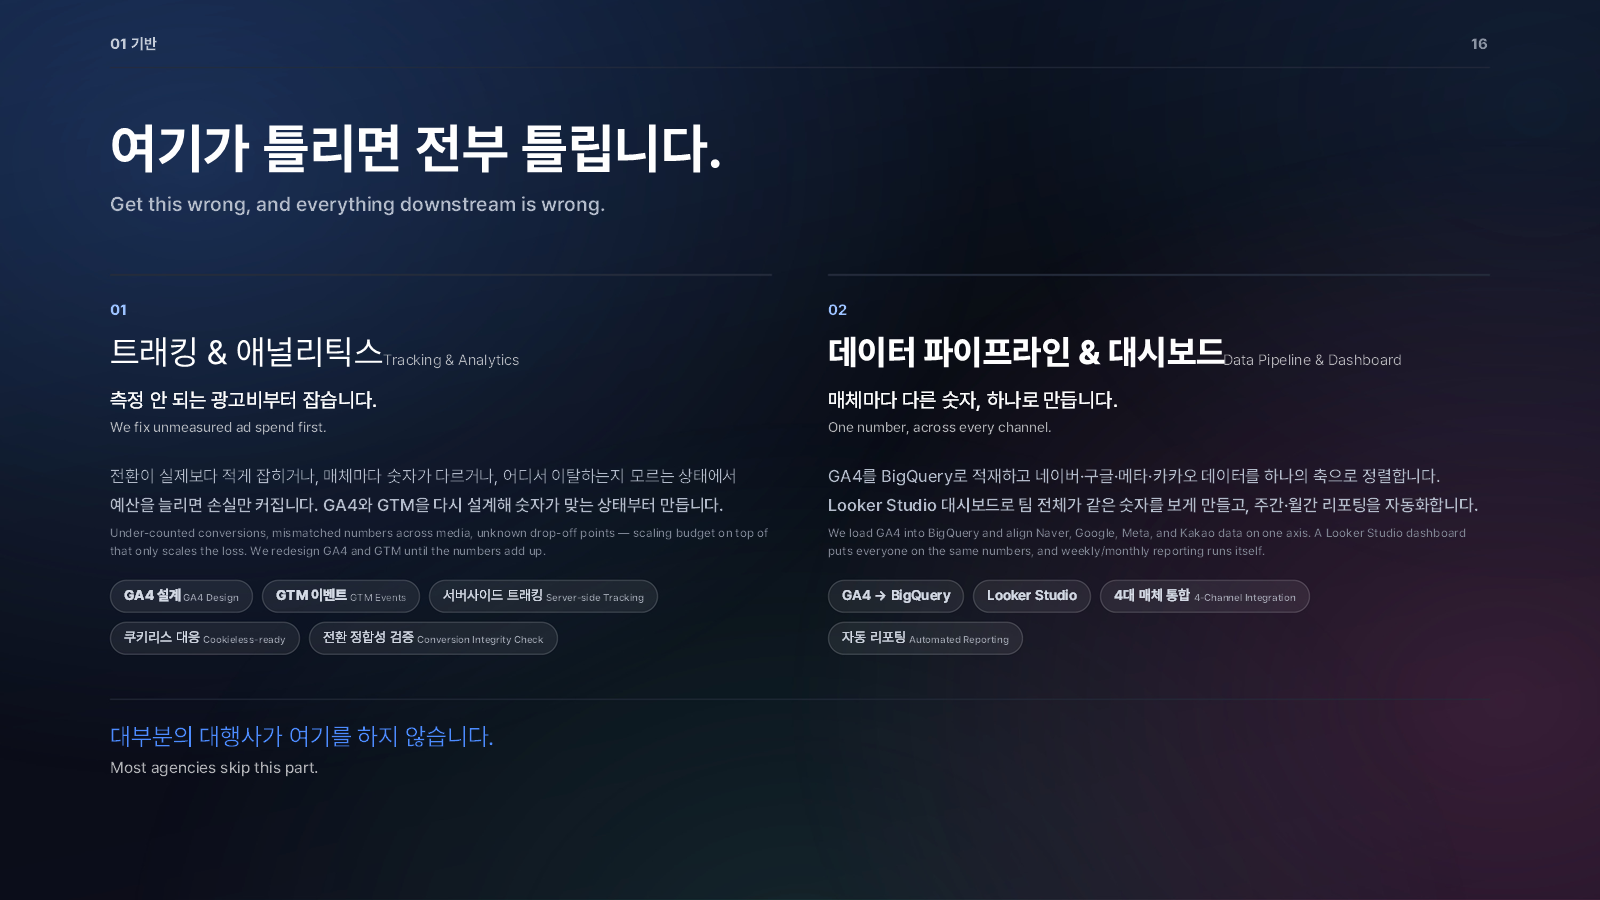 01 기반
16
여기가 틀리면 전부 틀립니다.
Get this wrong, and everything downstream is wrong.
01
트래킹 & 애널리틱스 Tracking & Analytics
측정 안 되는 광고비부터 잡습니다.
We fix unmeasured ad spend first.
전환이 실제보다 적게 잡히거나, 매체마다 숫자가 다르거나, 어디서 이탈하는지 모르는 상태에서
예산을 늘리면 손실만 커집니다. GA4와 GTM을 다시 설계해 숫자가 맞는 상태부터 만듭니다.
Under-counted conversions, mismatched numbers across media, unknown drop-off points — scaling budget on top of
that only scales the loss. We redesign GA4 and GTM until the numbers add up.
GA4 설계 GA4 Design
GTM 이벤트 GTM Events
서버사이드 트래킹 Server-side Tracking
쿠키리스 대응 Cookieless-ready
전환 정합성 검증 Conversion Integrity Check
02
데이터 파이프라인 & 대시보드 Data Pipeline & Dashboard
매체마다 다른 숫자, 하나로 만듭니다.
One number, across every channel.
GA4를 BigQuery로 적재하고 네이버·구글·메타·카카오 데이터를 하나의 축으로 정렬합니다.
Looker Studio 대시보드로 팀 전체가 같은 숫자를 보게 만들고, 주간·월간 리포팅을 자동화합니다.
We load GA4 into BigQuery and align Naver, Google, Meta, and Kakao data on one axis. A Looker Studio dashboard
puts everyone on the same numbers, and weekly/monthly reporting runs itself.
GA4 → BigQuery
Looker Studio
4대 매체 통합 4-Channel Integration
자동 리포팅 Automated Reporting
대부분의 대행사가 여기를 하지 않습니다.
Most agencies skip this part.